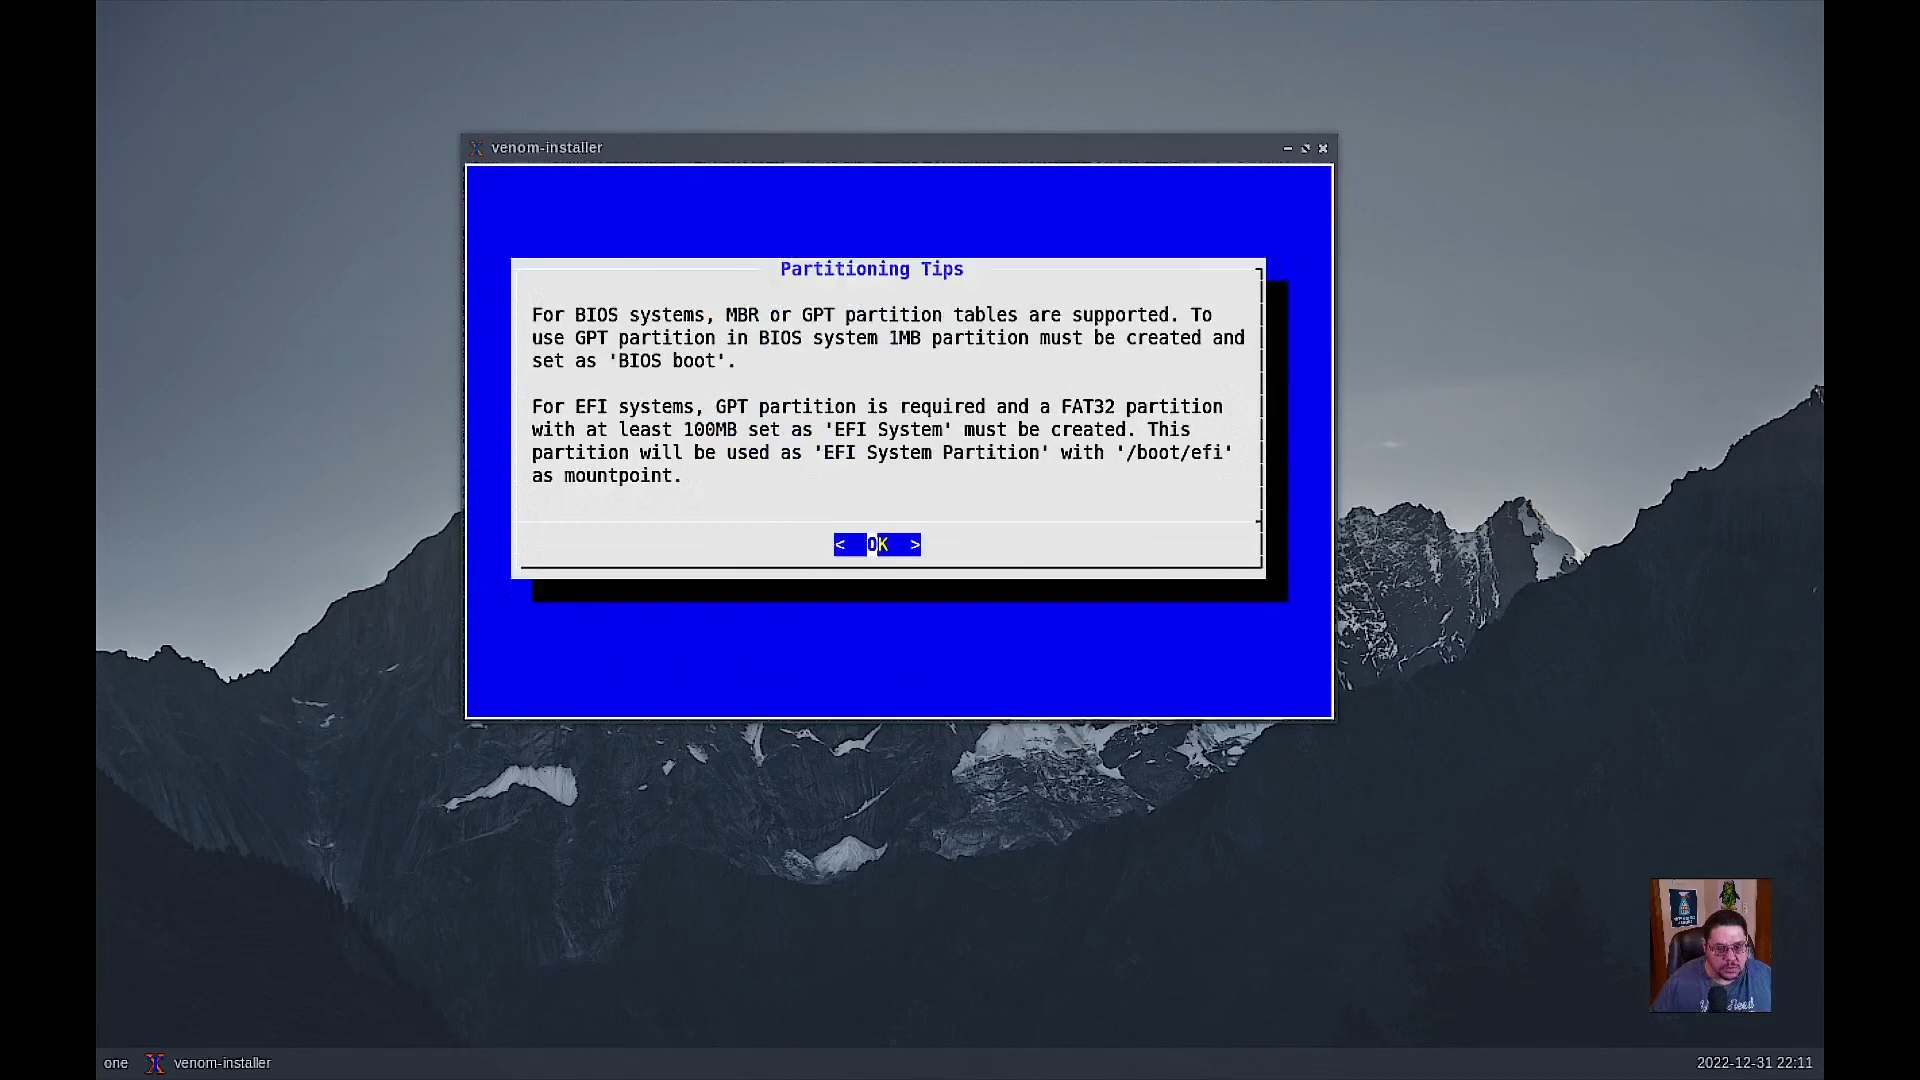 venom-installer
Partitioning Tips
For BIOS systems, MBR or GPT partition tables are supported. To
use GPT partition in BIOS system 1MB partition must be created and
set as 'BIOS boot'.
For EFI systems, GPT partition is required and a FAT32 partition
with at least 100MB set as 'EFI System' must be created. This
partition will be used as 'EFI System Partition' with '/boot/efi'
as mountpoint.
< OK >
one venom-installer
2022-12-31 22:11